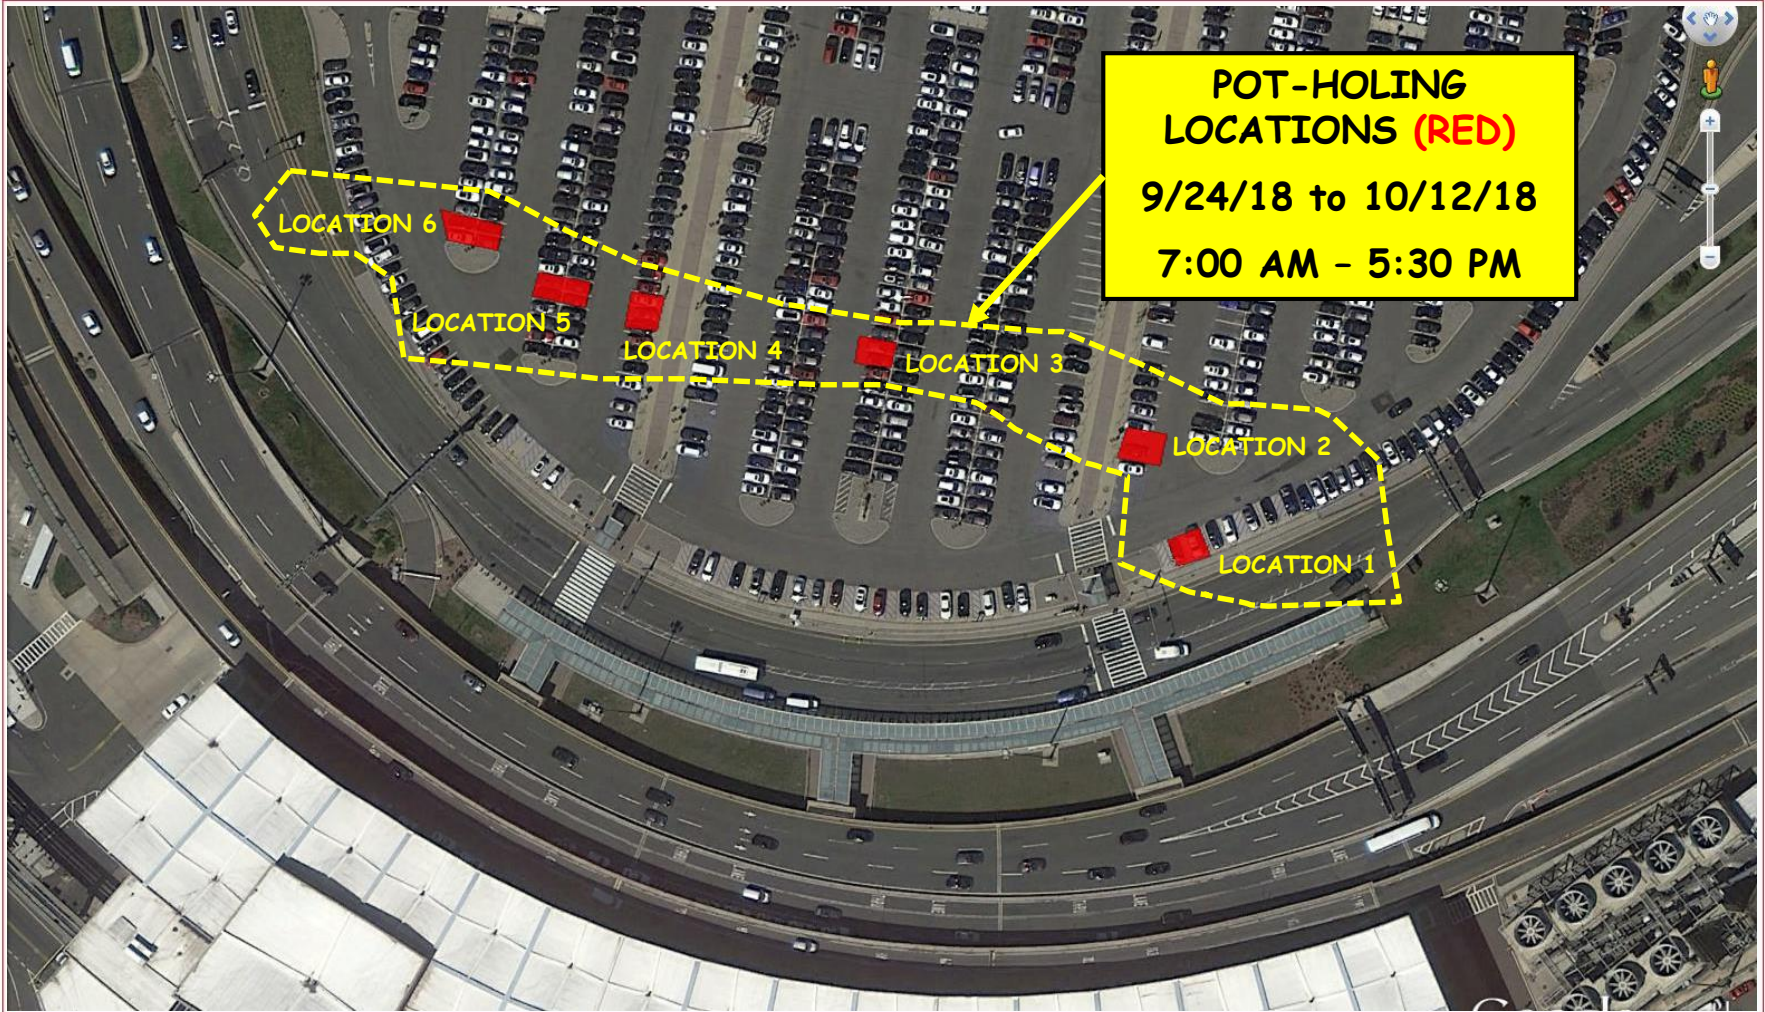 POT-HOLING
LOCATIONS (RED)
9/24/18 to 10/12/18
7:00 AM – 5:30 PM
LOCATION 6
LOCATION 5
LOCATION 4
LOCATION 3
LOCATION 2
LOCATION 1